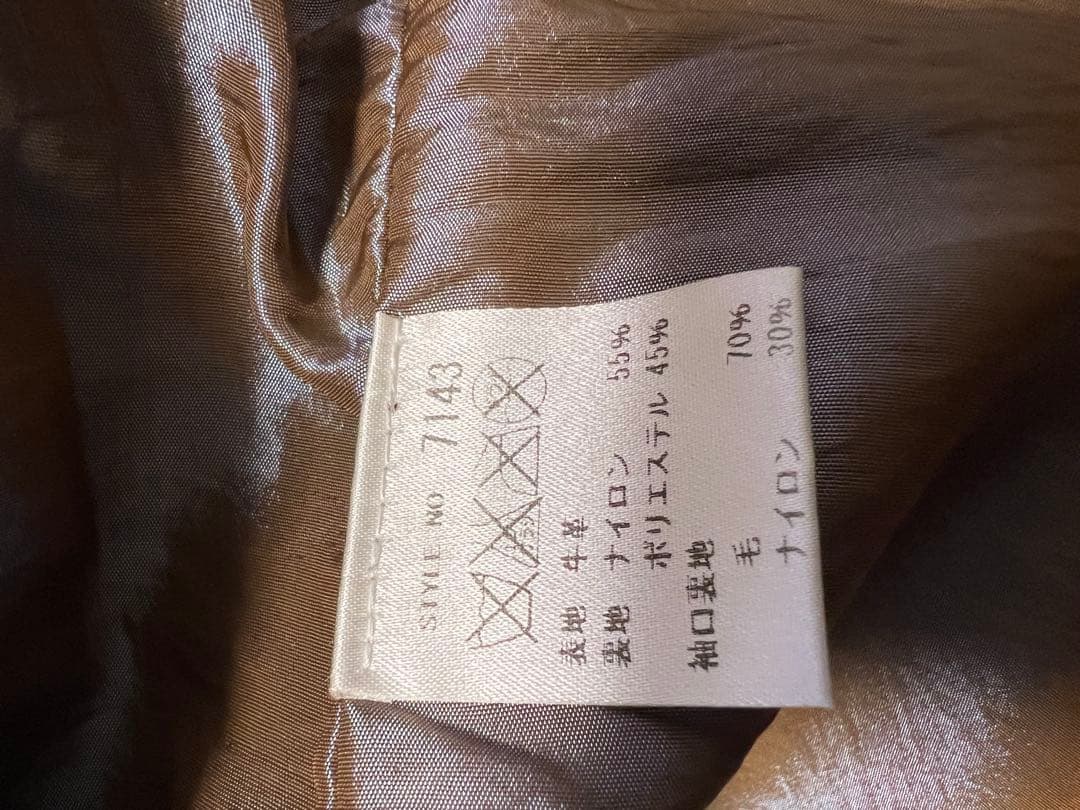 STYLE NO 7143
表地 牛革
裏地 ナイロン 55%
ポリエステル 45%
袖口裏地
毛 70%
ナイロン 30%